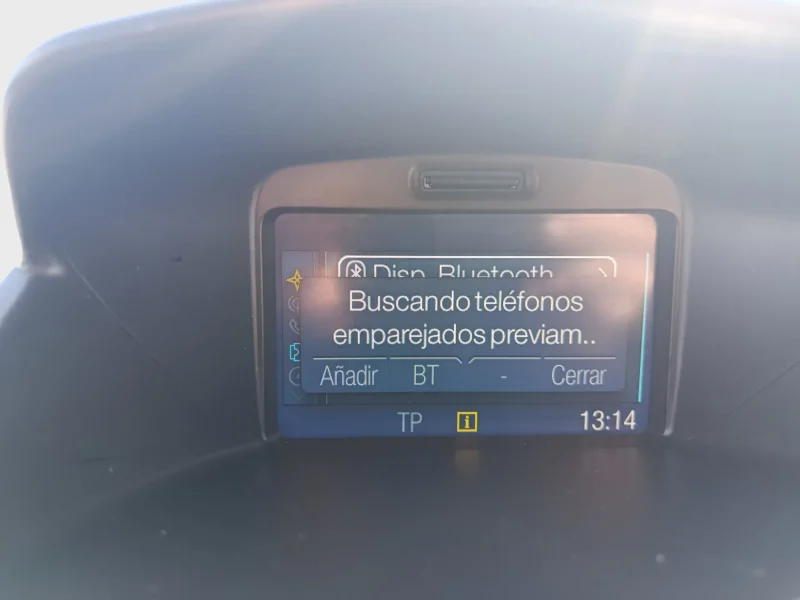 Disp. Bluetooth
Buscando teléfonos
emparejados previam..
Añadir BT - Cerrar
TP i 13:14